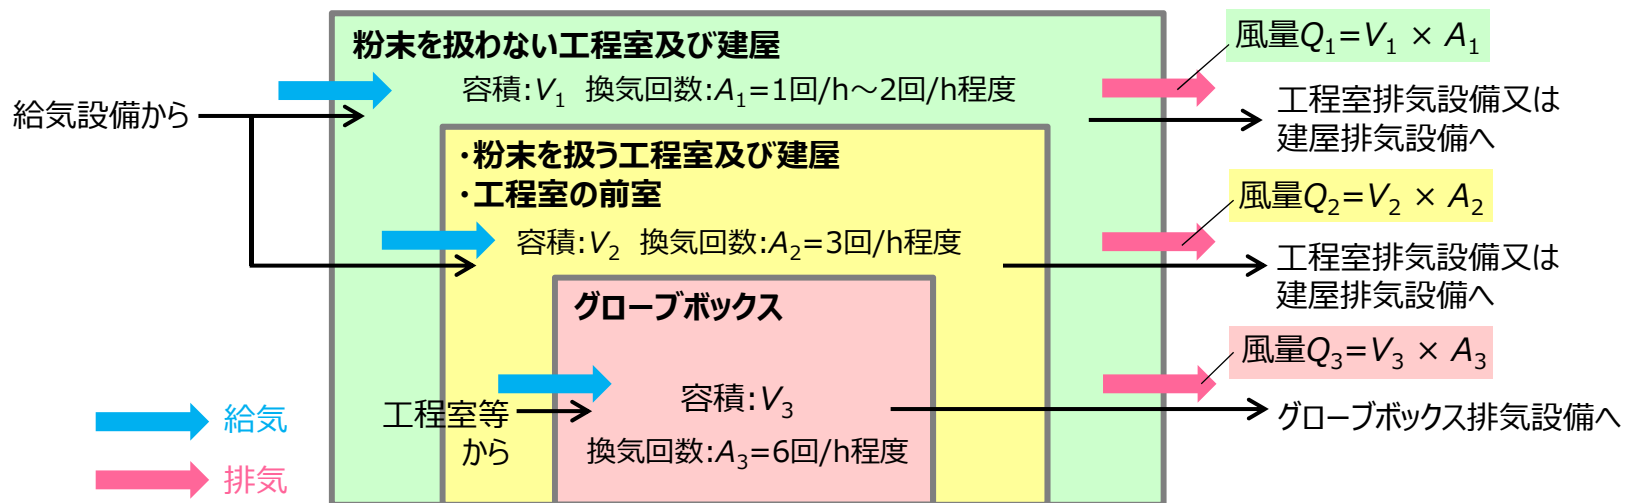 粉末を扱わない工程室及び建屋
容積:V1 換気回数:A1=1回/h～2回/h程度
給気設備から
風量Q1=V1 × A1
工程室排気設備又は
建屋排気設備へ
・粉末を扱う工程室及び建屋
・工程室の前室
容積:V2 換気回数:A2=3回/h程度
風量Q2=V2 × A2
工程室排気設備又は
建屋排気設備へ
グローブボックス
容積:V3
換気回数:A3=6回/h程度
工程室等
から
風量Q3=V3 × A3
グローブボックス排気設備へ
給気
排気